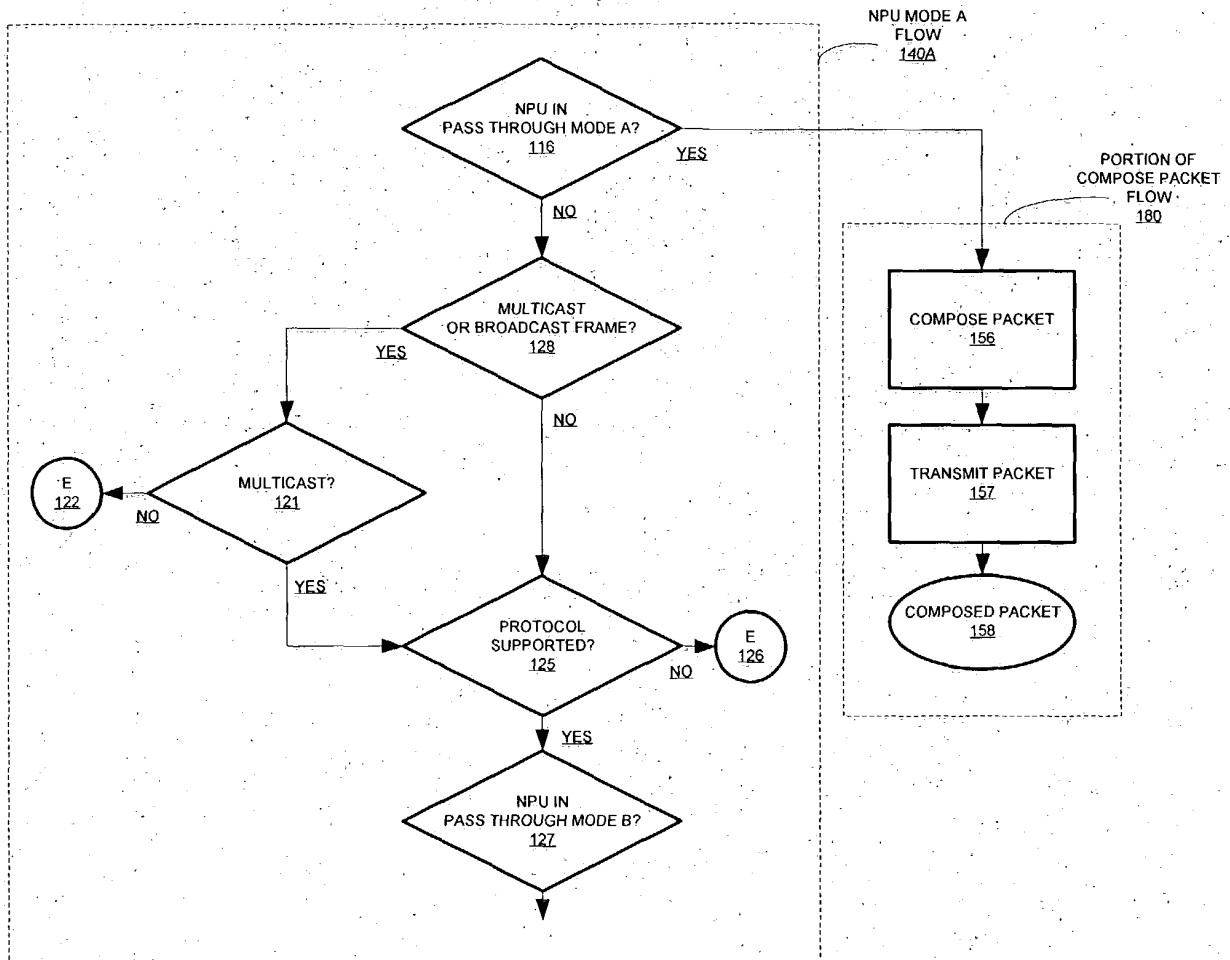 NPU MODE A
FLOW
140A
NPU IN
PASS THROUGH MODE A?
116
YES
NO
PORTION OF
COMPOSE PACKET
FLOW
180
MULTICAST
OR BROADCAST FRAME?
128
YES
NO
COMPOSE PACKET
156
MULTICAST?
121
NO
YES
E
122
TRANSMIT PACKET
157
COMPOSED PACKET
158
PROTOCOL
SUPPORTED?
125
NO
YES
E
126
NPU IN
PASS THROUGH MODE B?
127